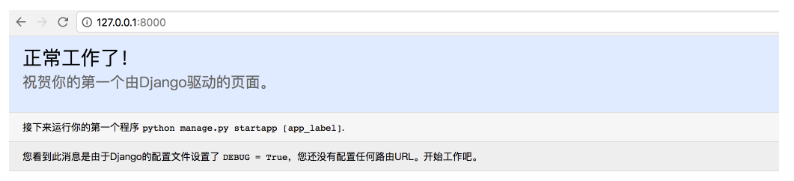 127.0.0.1:8000
正常工作了！
祝贺你的第一个由Django驱动的页面。
接下来运行你的第一个程序 python manage.py startapp [app_label].
您看到此消息是由于Django的配置文件设置了 DEBUG = True，您还没有配置任何路由URL。开始工作吧。